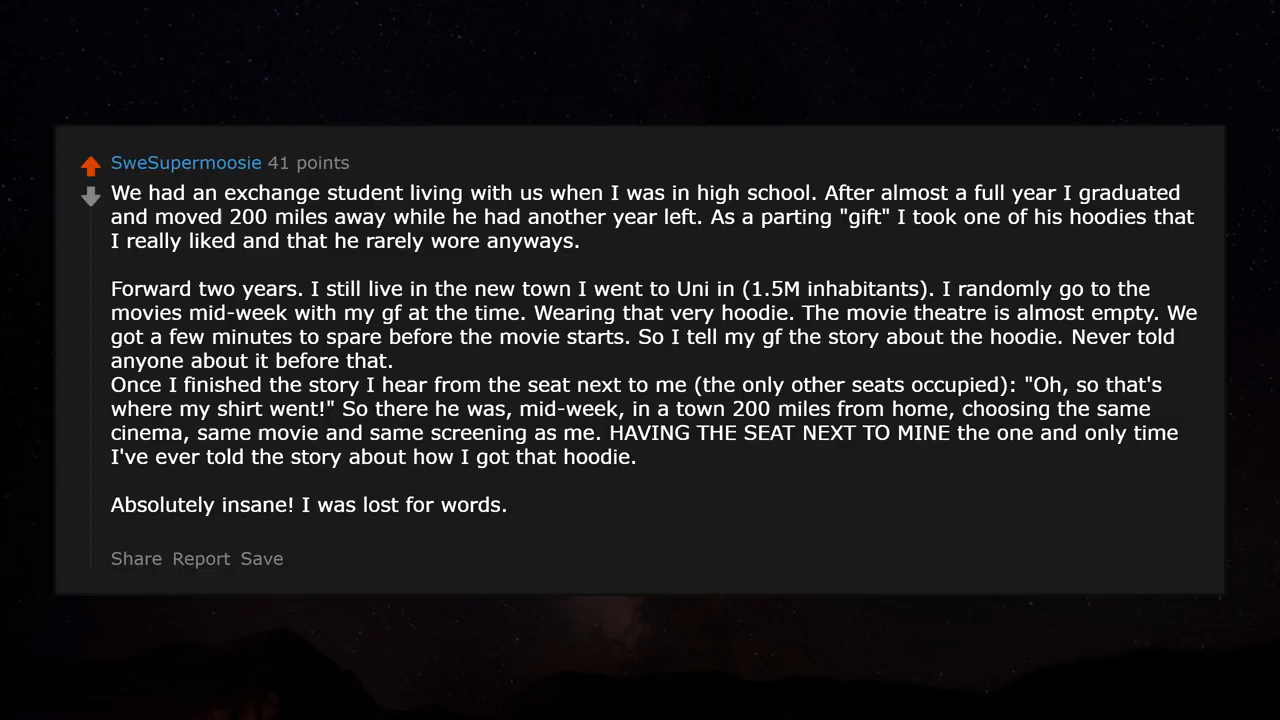 SweSupermoosie 41 points
We had an exchange student living with us when I was in high school. After almost a full year I graduated
and moved 200 miles away while he had another year left. As a parting "gift" I took one of his hoodies that
I really liked and that he rarely wore anyways.
Forward two years. I still live in the new town I went to Uni in (1.5M inhabitants). I randomly go to the
movies mid-week with my gf at the time. Wearing that very hoodie. The movie theatre is almost empty. We
got a few minutes to spare before the movie starts. So I tell my gf the story about the hoodie. Never told
anyone about it before that.
Once I finished the story I hear from the seat next to me (the only other seats occupied): "Oh, so that's
where my shirt went!" So there he was, mid-week, in a town 200 miles from home, choosing the same
cinema, same movie and same screening as me. HAVING THE SEAT NEXT TO MINE the one and only time
I've ever told the story about how I got that hoodie.
Absolutely insane! I was lost for words.
Share Report Save